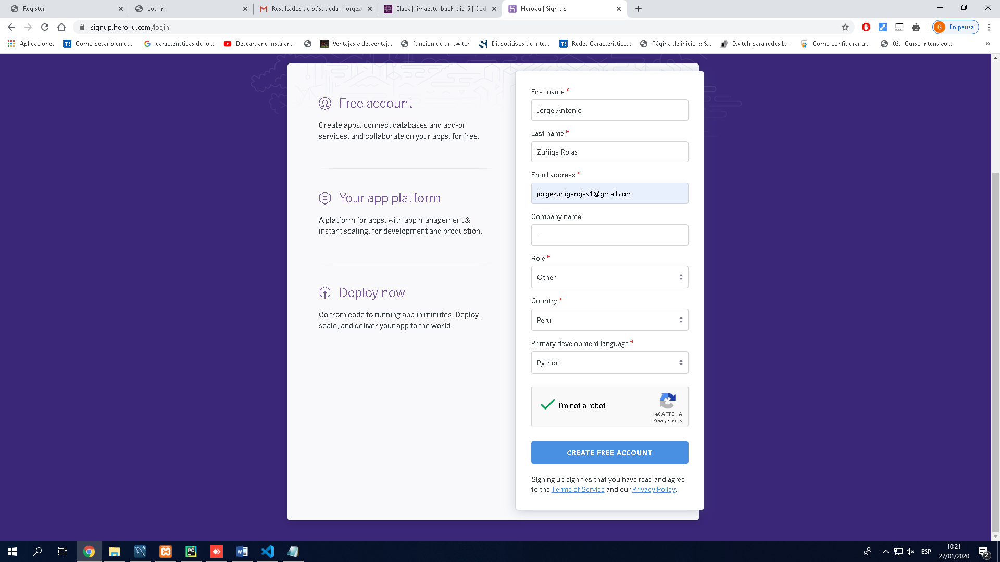 Register
Log In
Resultados de búsqueda - jorgezu
Slack | limaeste-back-dia-5 | Codi
Heroku | Sign up
signup.heroku.com/login
G
En pausa
Aplicaciones
Como besar bien d...
características de lo...
Descargar e instalar...
Ventajas y desventaj...
funcion de un switch
Dispositivos de inte...
Redes Caracteristica...
Página de inicio .:: S...
Switch para redes L...
Como configurar u...
02.- Curso intensivo...
»
Free account
Create apps, connect databases and add-on
services, and collaborate on your apps, for free.
Your app platform
A platform for apps, with app management &
instant scaling, for development and production.
Deploy now
Go from code to running app in minutes. Deploy,
scale, and deliver your app to the world.
First name *
Jorge Antonio
Last name *
Zuñiga Rojas
Email address *
jorgezunigarojas1@gmail.com
Company name
-
Role *
Other
Country *
Peru
Primary development language *
Python
I'm not a robot
reCAPTCHA
Privacy - Terms
CREATE FREE ACCOUNT
Signing up signifies that you have read and agree
to the Terms of Service and our Privacy Policy.
ESP
10:21
27/01/2020
2